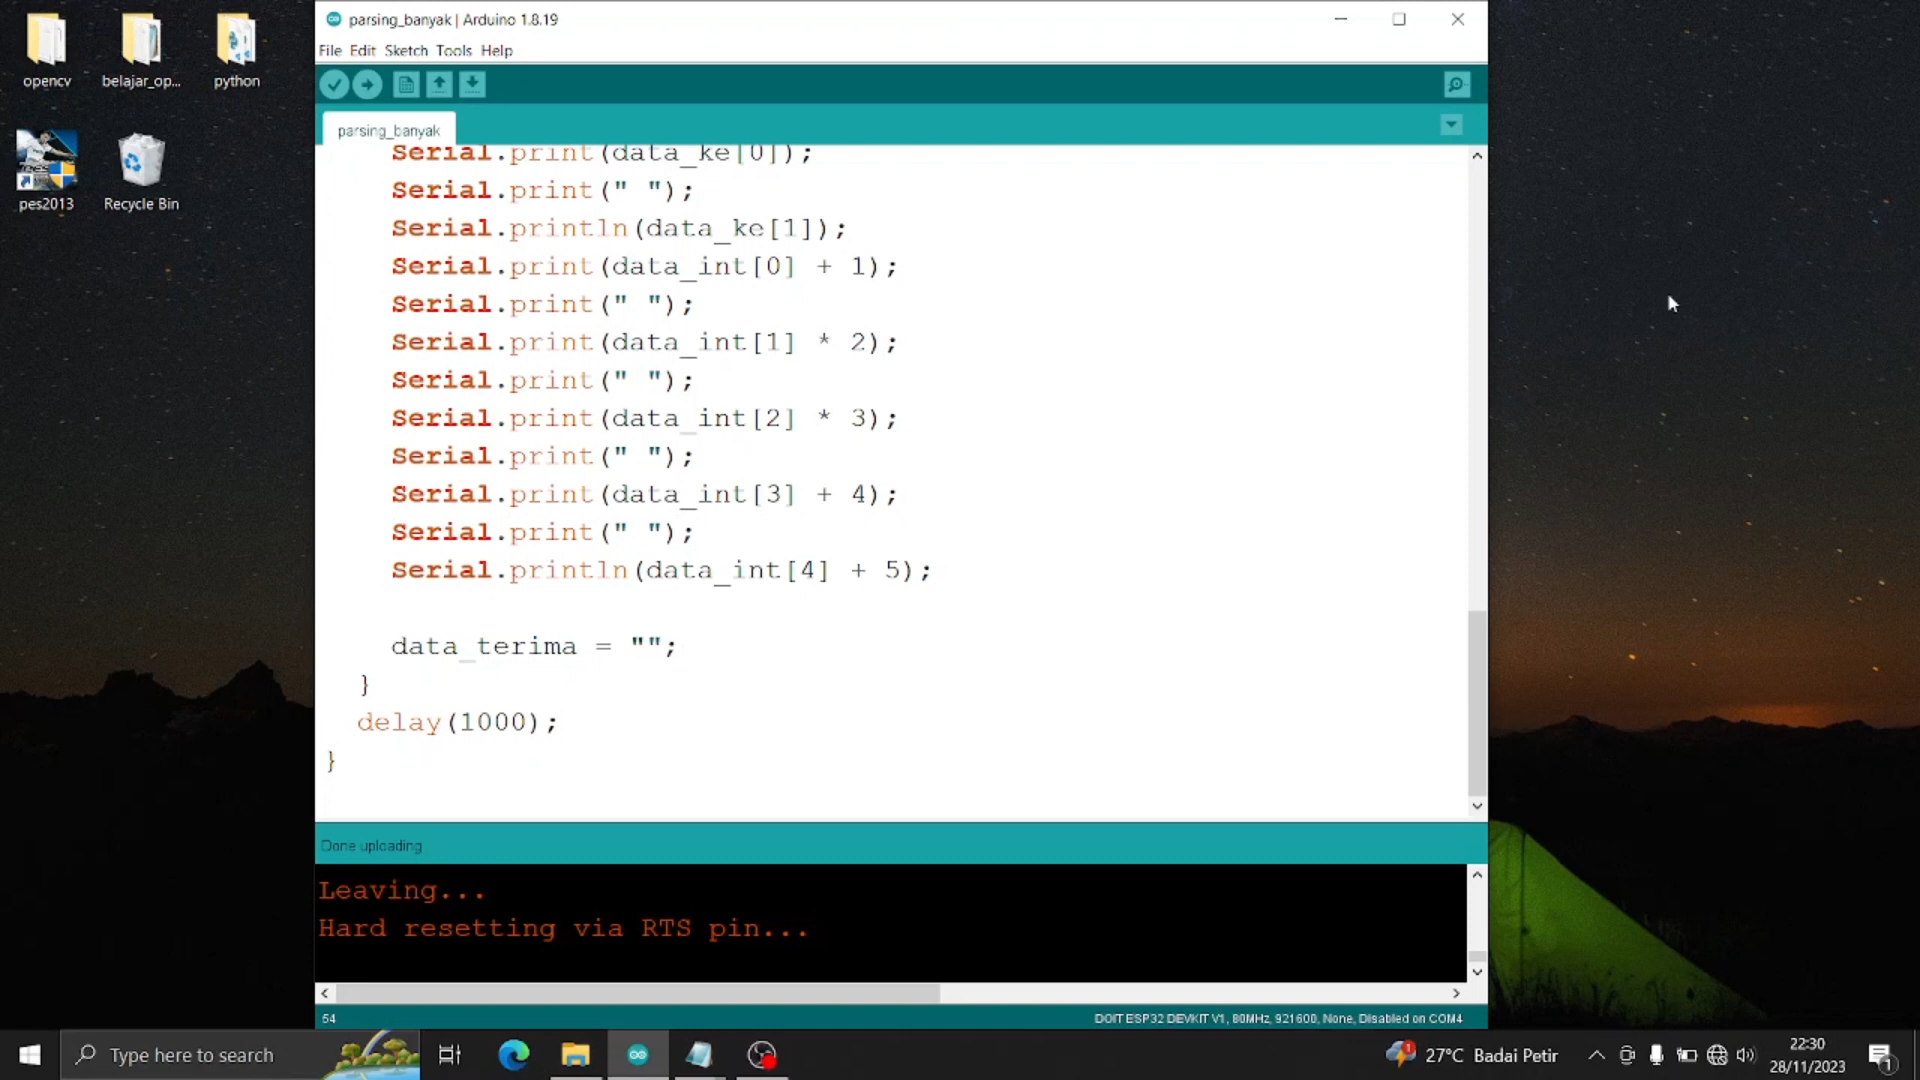 opencv
belajar_op...
python
pes2013
Recycle Bin
parsing_banyak | Arduino 1.8.19
File Edit Sketch Tools Help
parsing_banyak
Serial.print(data_ke[0]);
Serial.print(" ");
Serial.println(data_ke[1]);
Serial.print(data_int[0] + 1);
Serial.print(" ");
Serial.print(data_int[1] * 2);
Serial.print(" ");
Serial.print(data_int[2] * 3);
Serial.print(" ");
Serial.print(data_int[3] + 4);
Serial.print(" ");
Serial.println(data_int[4] + 5);
data_terima = "";
}
delay(1000);
}
Done uploading
Leaving...
Hard resetting via RTS pin...
54
DOIT ESP32 DEVKIT V1, 80MHz, 921600, None, Disabled on COM4
Type here to search
1
27°C Badai Petir
22:30
28/11/2023
1